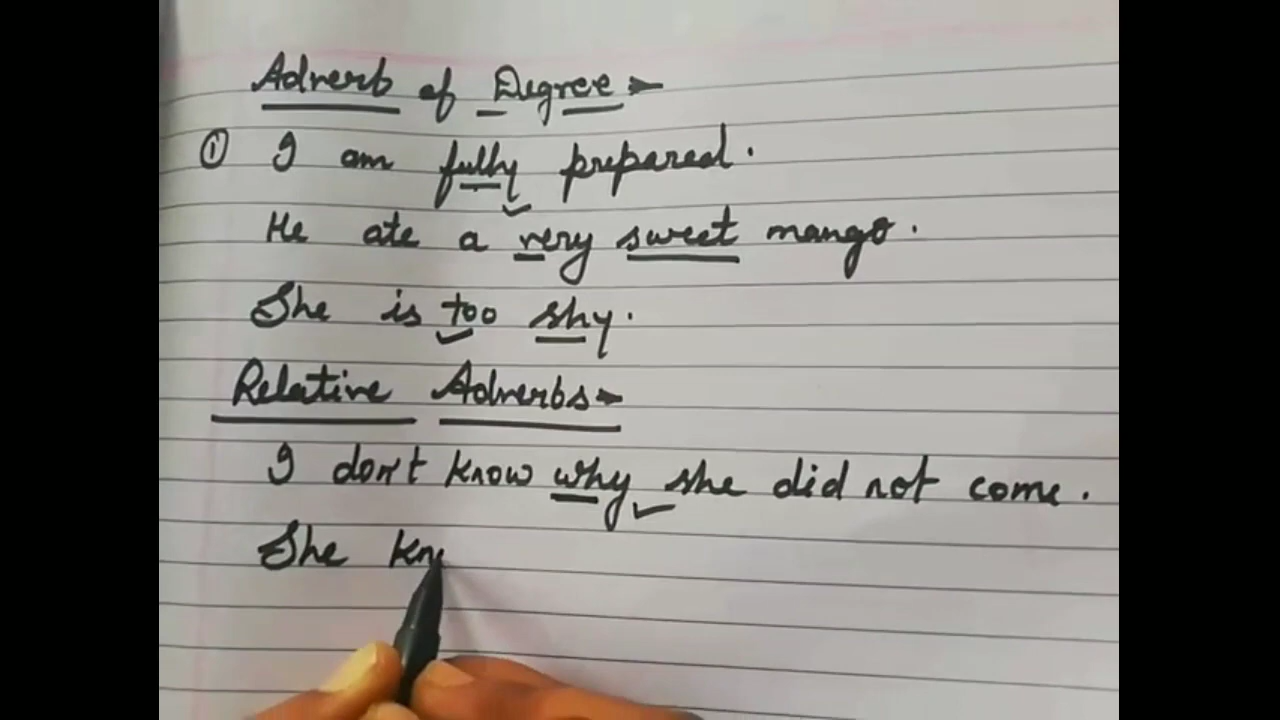 Adverb of Degree
① I am fully prepared.
He ate a very sweet mango.
She is too shy.
Relative Adverbs
I don't know why she did not come.
She kn